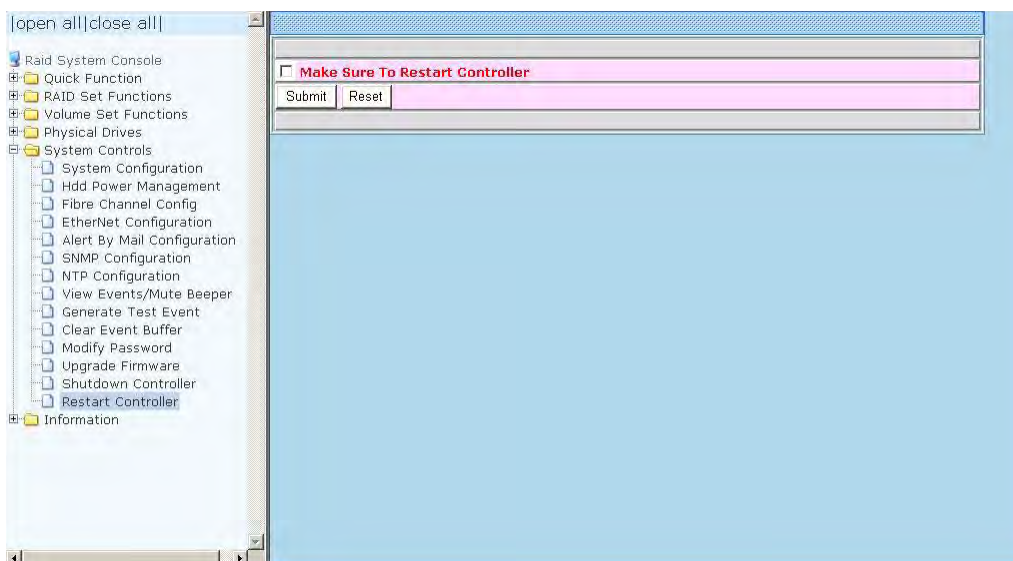 |open all|close all|
Raid System Console
Quick Function
RAID Set Functions
Volume Set Functions
Physical Drives
System Controls
System Configuration
Hdd Power Management
Fibre Channel Config
EtherNet Configuration
Alert By Mail Configuration
SNMP Configuration
NTP Configuration
View Events/Mute Beeper
Generate Test Event
Clear Event Buffer
Modify Password
Upgrade Firmware
Shutdown Controller
Restart Controller
Information
Make Sure To Restart Controller
Submit Reset